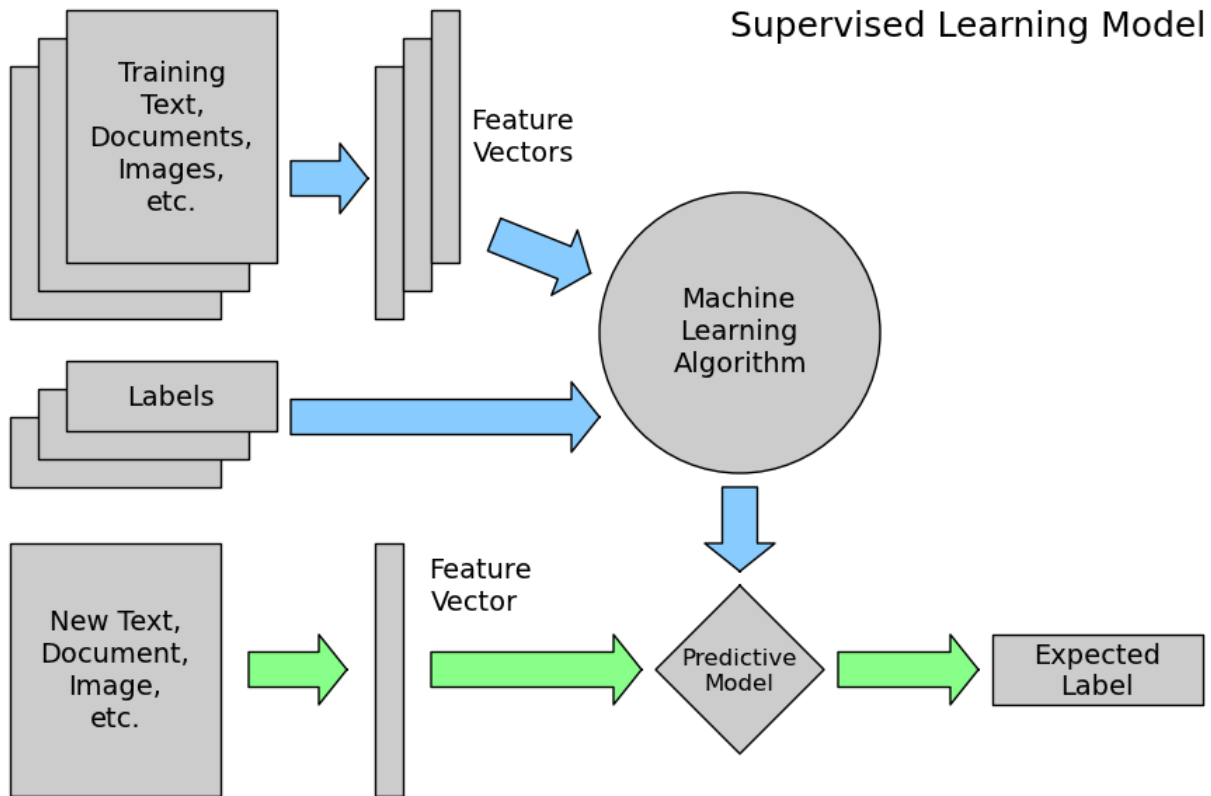 Supervised Learning Model
Training
Text,
Documents,
Images,
etc.
Feature
Vectors
Machine
Learning
Algorithm
Labels
New Text,
Document,
Image,
etc.
Feature
Vector
Predictive
Model
Expected
Label